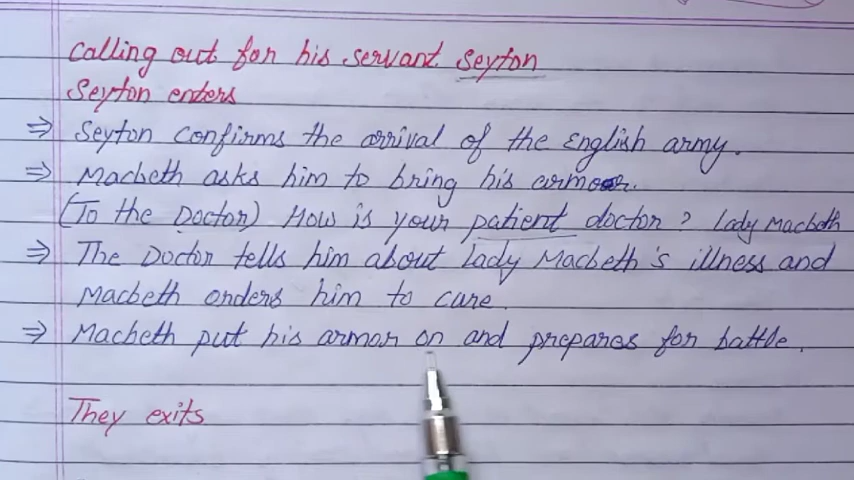 Calling out for his servant Seyton
Seyton enters
⇒ Seyton confirms the arrival of the English army.
⇒ Macbeth asks him to bring his armor.
(To the Doctor) How is your patient doctor? Lady Macbeth
⇒ The Doctor tells him about Lady Macbeth's illness and
Macbeth orders him to cure.
⇒ Macbeth put his armor on and prepares for battle.
They exits